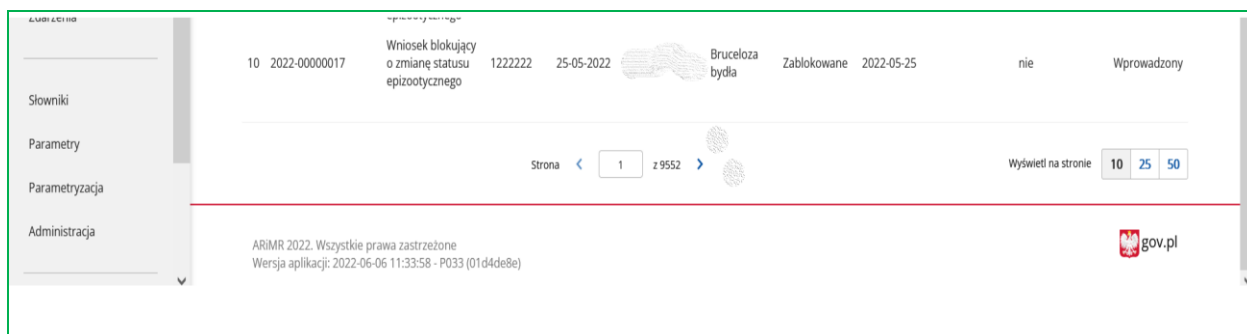 Zdarzenia
epizootycznego
Wniosek blokujący
o zmianę statusu
epizootycznego
10 2022-00000017 1222222 25-05-2022
Bruceloza
bydła
Zablokowane 2022-05-25 nie Wprowadzony
Słowniki
Parametry
Parametryzacja
Administracja
Strona 1 z 9552
Wyświetl na stronie 10 25 50
ARiMR 2022. Wszystkie prawa zastrzeżone
Wersja aplikacji: 2022-06-06 11:33:58 - P033 (01d4de8e)
gov.pl